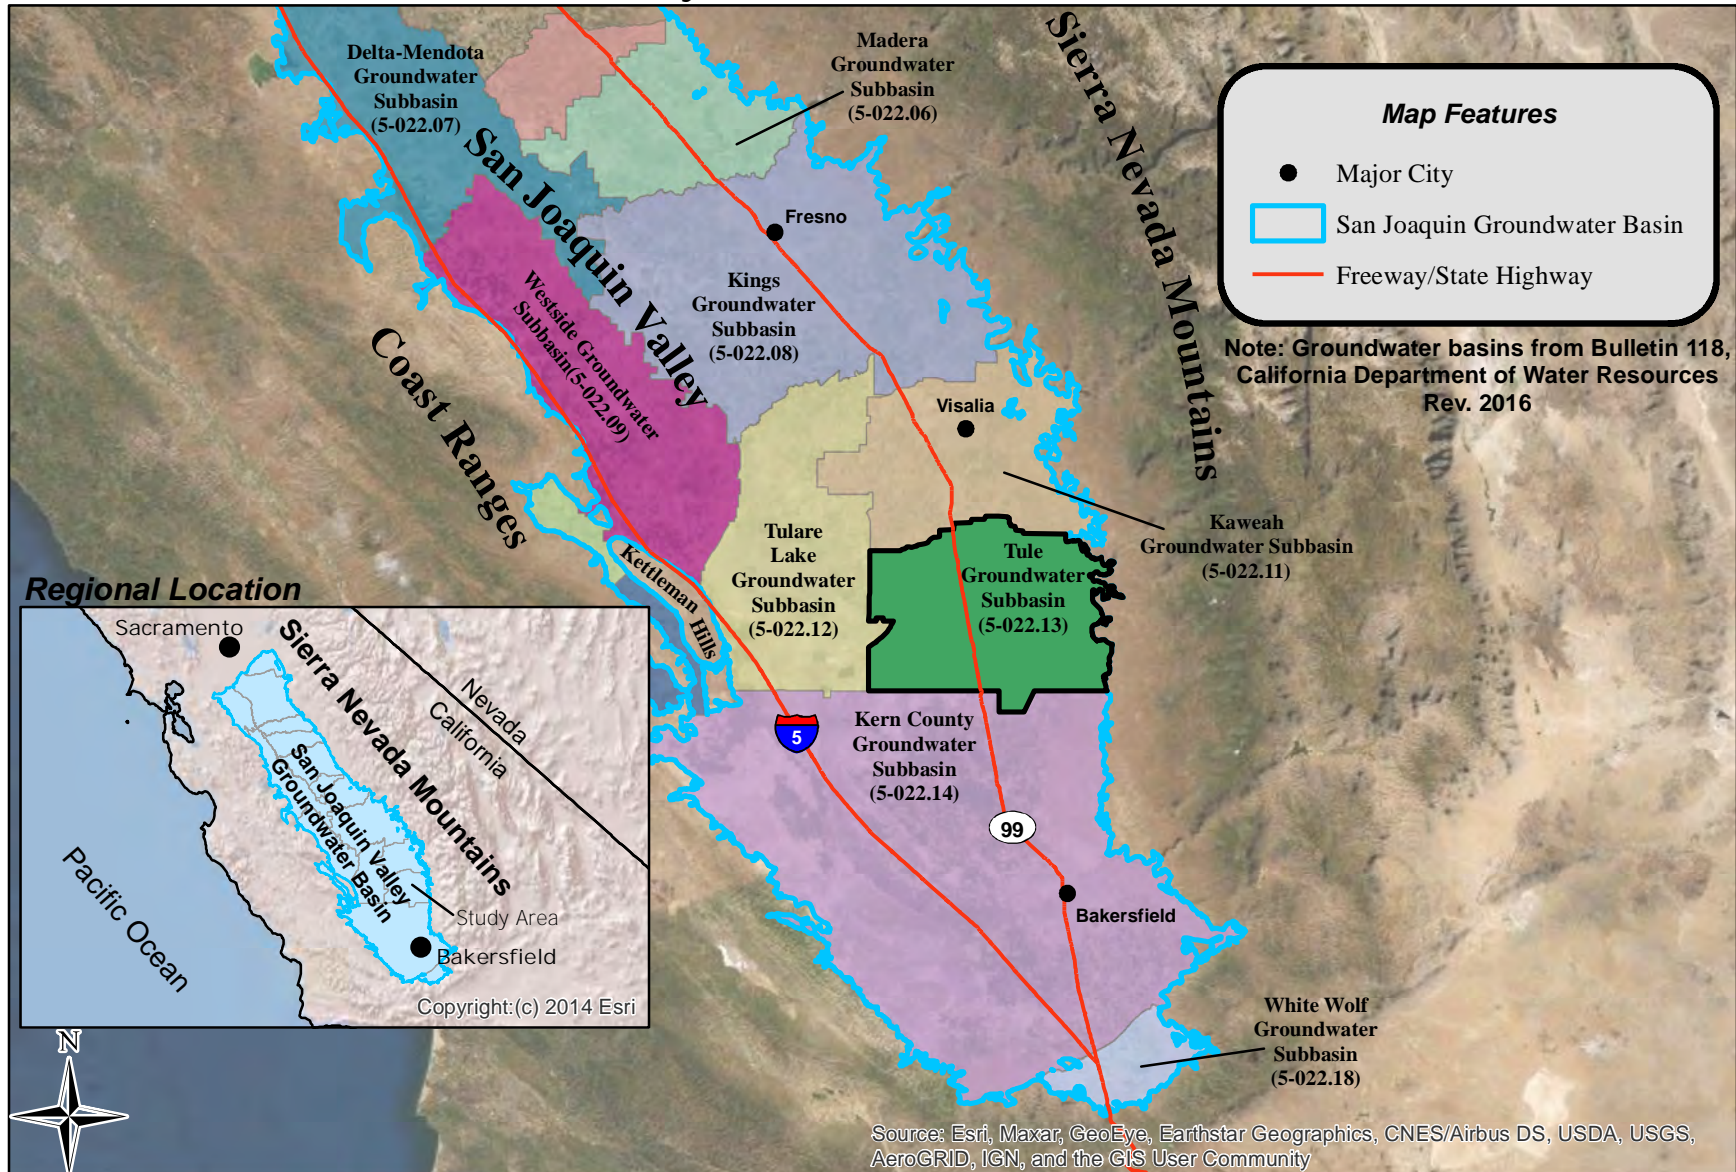 Delta-Mendota
Groundwater
Subbasin
(5-022.07)
Madera
Groundwater
Subbasin
(5-022.06)
Sierra Nevada Mountains
San Joaquin Valley
Coast Ranges
Map Features
Major City
San Joaquin Groundwater Basin
Freeway/State Highway
Note: Groundwater basins from Bulletin 118,
California Department of Water Resources
Rev. 2016
Fresno
Kings
Groundwater
Subbasin
(5-022.08)
Westside Groundwater
Subbasin(5-022.09)
Visalia
Kaweah
Groundwater Subbasin
(5-022.11)
Tulare
Lake
Groundwater
Subbasin
(5-022.12)
Tule
Groundwater
Subbasin
(5-022.13)
Kettleman Hills
Kern County
Groundwater
Subbasin
(5-022.14)
5
99
Bakersfield
White Wolf
Groundwater
Subbasin
(5-022.18)
Regional Location
Sacramento
Sierra Nevada Mountains
Nevada
California
San Joaquin Valley
Groundwater Basin
Pacific Ocean
Study Area
Bakersfield
Copyright:(c) 2014 Esri
N
Source: Esri, Maxar, GeoEye, Earthstar Geographics, CNES/Airbus DS, USDA, USGS,
AeroGRID, IGN, and the GIS User Community